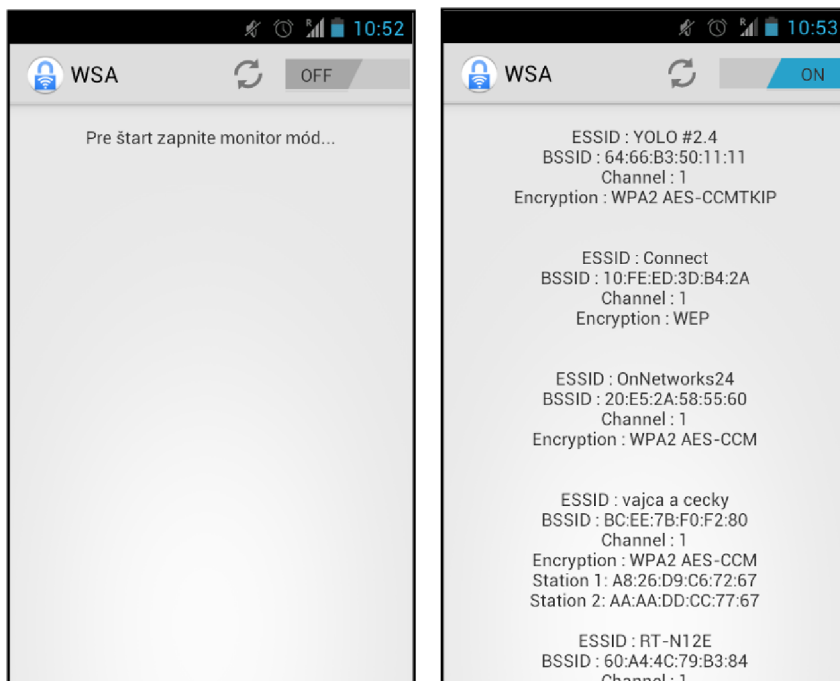 10:52
WSA
OFF
Pre štart zapnite monitor mód...
10:53
WSA
ON
ESSID : YOLO #2.4
BSSID : 64:66:B3:50:11:11
Channel : 1
Encryption : WPA2 AES-CCMTKIP
ESSID : Connect
BSSID : 10:FE:ED:3D:B4:2A
Channel : 1
Encryption : WEP
ESSID : OnNetworks24
BSSID : 20:E5:2A:58:55:60
Channel : 1
Encryption : WPA2 AES-CCM
ESSID : vajca a cecky
BSSID : BC:EE:7B:F0:F2:80
Channel : 1
Encryption : WPA2 AES-CCM
Station 1: A8:26:D9:C6:72:67
Station 2: AA:AA:DD:CC:77:67
ESSID : RT-N12E
BSSID : 60:A4:4C:79:B3:84
Channel : 1